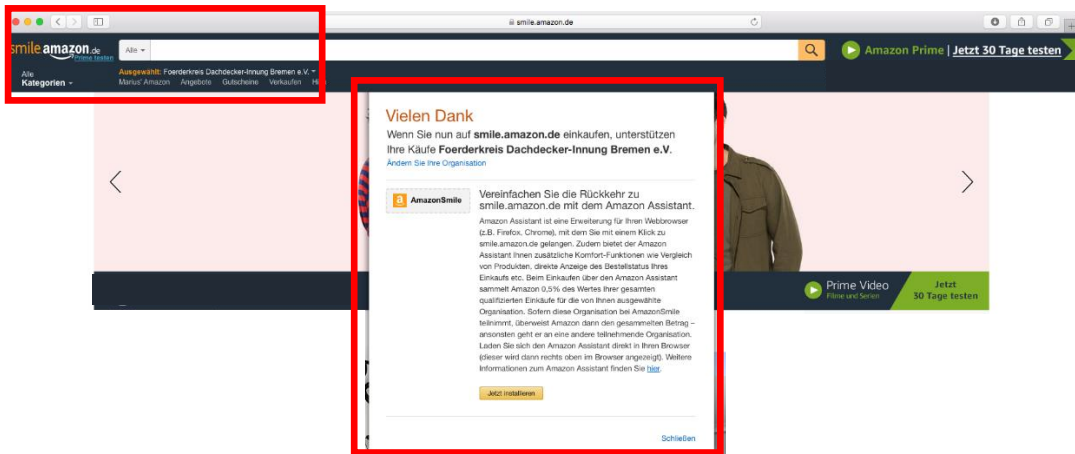 smile.amazon.de
smile amazon.de
Prime testen
Alle
Amazon Prime | Jetzt 30 Tage testen
Alle
Kategorien
Ausgewählt: Foerderkreis Dachdecker-Innung Bremen e.V.
Marius' Amazon Angebote Gutscheine Verkaufen
Vielen Dank
Wenn Sie nun auf smile.amazon.de einkaufen, unterstützen
Ihre Käufe Foerderkreis Dachdecker-Innung Bremen e.V.
Ändern Sie Ihre Organisation
a AmazonSmile
Vereinfachen Sie die Rückkehr zu
smile.amazon.de mit dem Amazon Assistant.
Amazon Assistant ist eine Erweiterung für Ihren Webbrowser
(z.B. Firefox, Chrome), mit dem Sie mit einem Klick zu
smile.amazon.de gelangen. Zudem bietet der Amazon
Assistant Ihnen zusätzliche Komfort-Funktionen wie Vergleich
von Produkten, direkte Anzeige des Bestellstatus Ihres
Einkaufs etc. Beim Einkaufen über den Amazon Assistant
sammelt Amazon 0,5% des Wertes Ihrer gesamten
qualifizierten Einkäufe für die von Ihnen ausgewählte
Organisation. Sofern diese Organisation bei AmazonSmile
teilnimmt, überweist Amazon dann den gesammelten Betrag –
ansonsten geht er an eine andere teilnehmende Organisation.
Laden Sie sich den Amazon Assistant direkt in Ihren Browser
(dieser wird dann rechts oben im Browser angezeigt). Weitere
Informationen zum Amazon Assistant finden Sie hier.
Jetzt installieren
Schließen
Prime Video
Filme und Serien
Jetzt
30 Tage testen